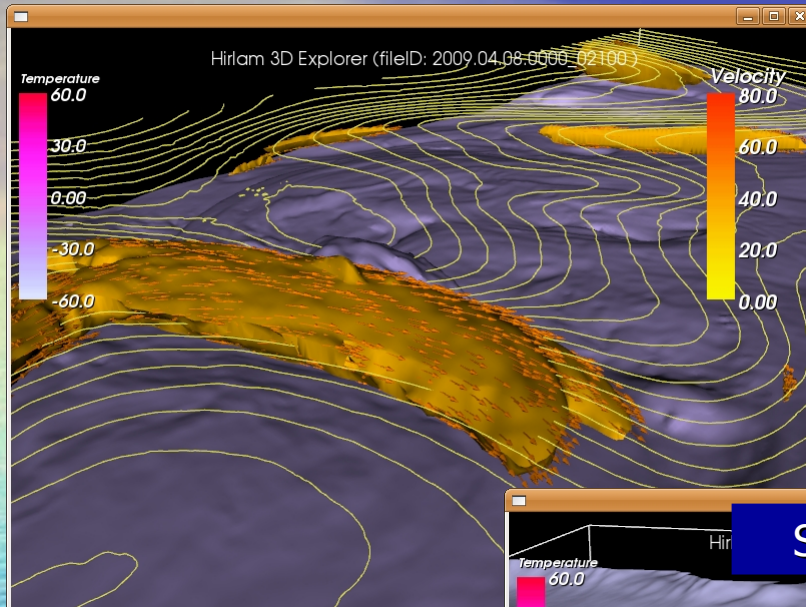 Hirlam 3D Explorer (fileID: 2009.04.08.0000_02100 )
Temperature
60.0
30.0
0.00
-30.0
-60.0
Velocity
80.0
60.0
40.0
20.0
0.00
Hir
S
Temperature
60.0